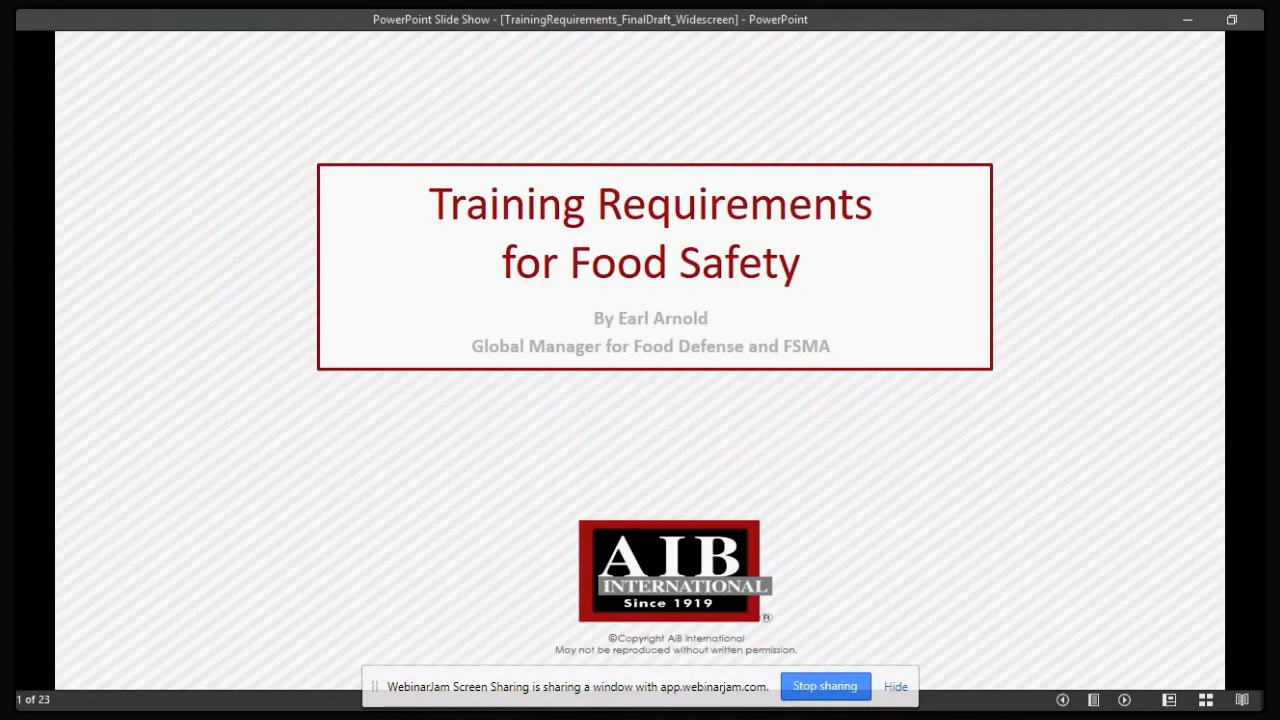 PowerPoint Slide Show - [TrainingRequirements_FinalDraft_Widescreen] - PowerPoint
Training Requirements
for Food Safety
By Earl Arnold
Global Manager for Food Defense and FSMA
AIB
INTERNATIONAL
Since 1919
®
©Copyright AIB International
May not be reproduced without written permission.
WebinarJam Screen Sharing is sharing a window with app.webinarjam.com.
Stop sharing
Hide
1 of 23